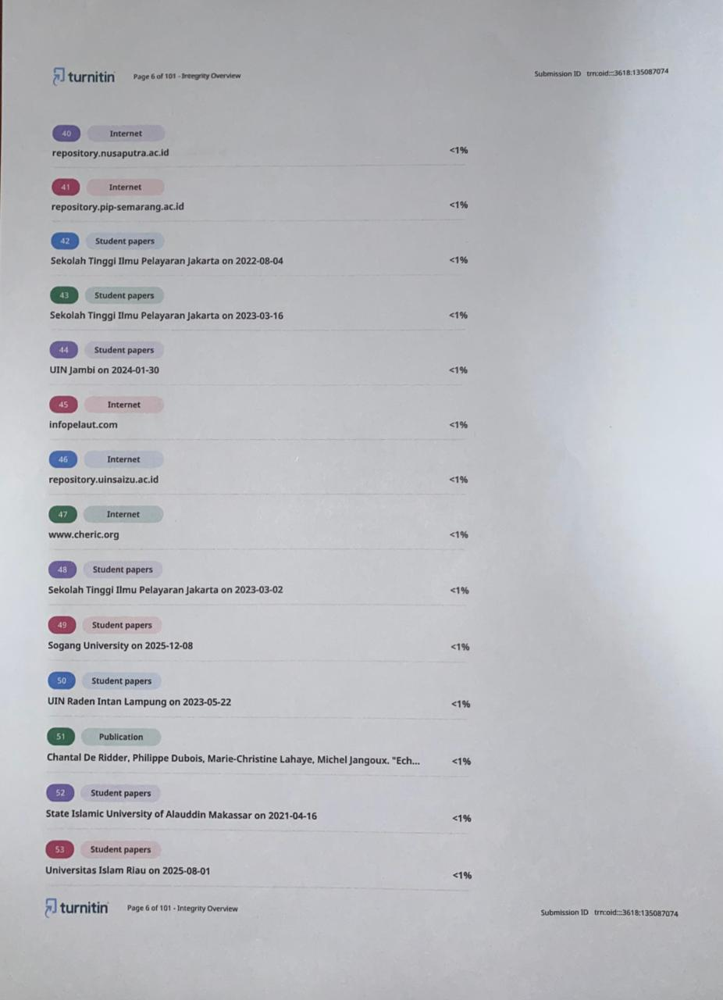 turnitin Page 6 of 101 - Integrity Overview Submission ID trn:oid:::3618:135087074
40 Internet
repository.nusaputra.ac.id <1%
41 Internet
repository.pip-semarang.ac.id <1%
42 Student papers
Sekolah Tinggi Ilmu Pelayaran Jakarta on 2022-08-04 <1%
43 Student papers
Sekolah Tinggi Ilmu Pelayaran Jakarta on 2023-03-16 <1%
44 Student papers
UIN Jambi on 2024-01-30 <1%
45 Internet
infopelaut.com <1%
46 Internet
repository.uinsaizu.ac.id <1%
47 Internet
www.cheric.org <1%
48 Student papers
Sekolah Tinggi Ilmu Pelayaran Jakarta on 2023-03-02 <1%
49 Student papers
Sogang University on 2025-12-08 <1%
50 Student papers
UIN Raden Intan Lampung on 2023-05-22 <1%
51 Publication
Chantal De Ridder, Philippe Dubois, Marie-Christine Lahaye, Michel Jangoux. "Ech... <1%
52 Student papers
State Islamic University of Alauddin Makassar on 2021-04-16 <1%
53 Student papers
Universitas Islam Riau on 2025-08-01 <1%
turnitin Page 6 of 101 - Integrity Overview Submission ID trn:oid:::3618:135087074